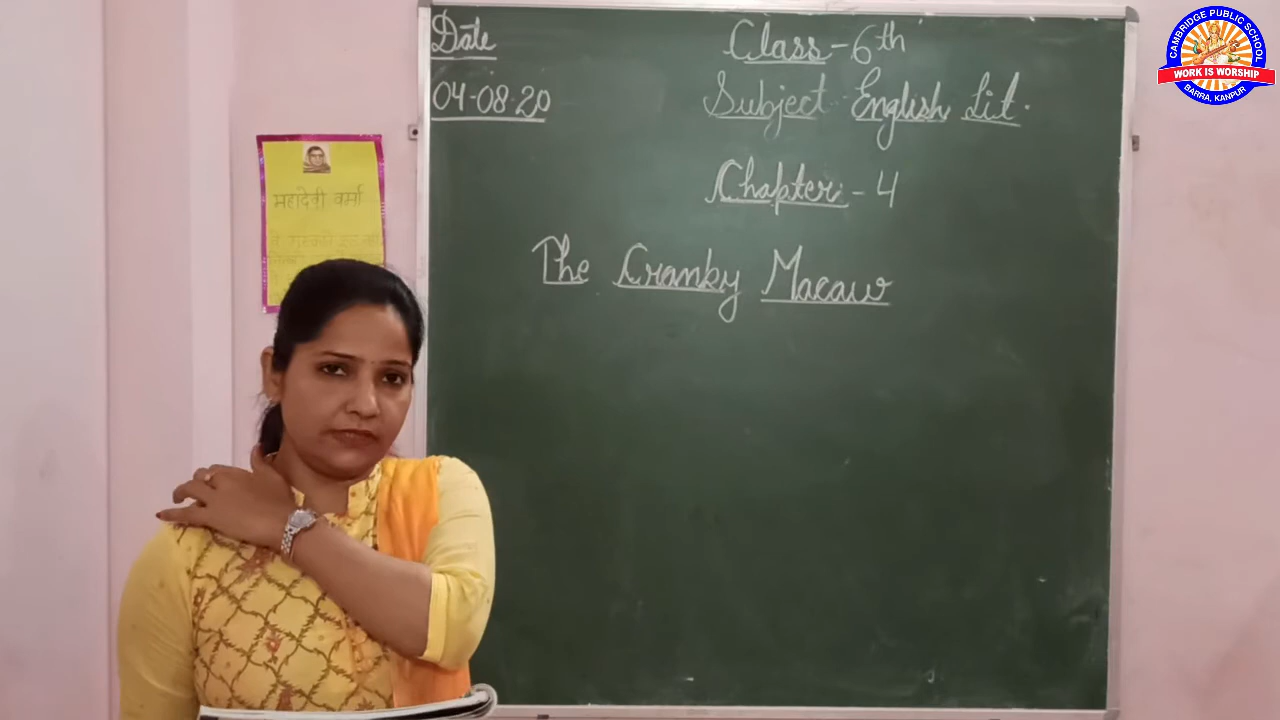 Date
04-08-20
Class-6th
Subject English Lit.
Chapter:-4
The Cranky Macaw
महादेवी वर्मा
CAMBRIDGE PUBLIC SCHOOL
WORK IS WORSHIP
BARRA, KANPUR